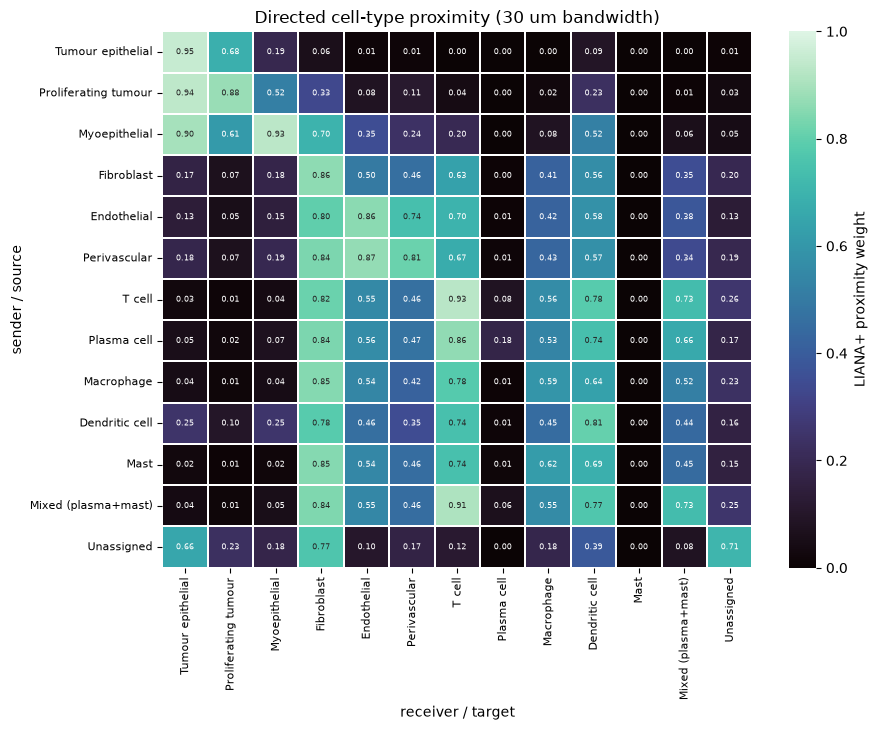 Directed cell-type proximity (30 um bandwidth)
Tumour epithelial 0.95 0.68 0.19 0.06 0.01 0.01 0.00 0.00 0.00 0.09 0.00 0.00 0.01
Proliferating tumour 0.94 0.88 0.52 0.33 0.08 0.11 0.04 0.00 0.02 0.23 0.00 0.01 0.03
Myoepithelial 0.90 0.61 0.93 0.70 0.35 0.24 0.20 0.00 0.08 0.52 0.00 0.06 0.05
Fibroblast 0.17 0.07 0.18 0.86 0.50 0.46 0.63 0.00 0.41 0.56 0.00 0.35 0.20
Endothelial 0.13 0.05 0.15 0.80 0.86 0.74 0.70 0.01 0.42 0.58 0.00 0.38 0.13
Perivascular 0.18 0.07 0.19 0.84 0.87 0.81 0.67 0.01 0.43 0.57 0.00 0.34 0.19
T cell 0.03 0.01 0.04 0.82 0.55 0.46 0.93 0.08 0.56 0.78 0.00 0.73 0.26
Plasma cell 0.05 0.02 0.07 0.84 0.56 0.47 0.86 0.18 0.53 0.74 0.00 0.66 0.17
Macrophage 0.04 0.01 0.04 0.85 0.54 0.42 0.78 0.01 0.59 0.64 0.00 0.52 0.23
Dendritic cell 0.25 0.10 0.25 0.78 0.46 0.35 0.74 0.01 0.45 0.81 0.00 0.44 0.16
Mast 0.02 0.01 0.02 0.85 0.54 0.46 0.74 0.01 0.62 0.69 0.00 0.45 0.15
Mixed (plasma+mast) 0.04 0.01 0.05 0.84 0.55 0.46 0.91 0.06 0.55 0.77 0.00 0.73 0.25
Unassigned 0.66 0.23 0.18 0.77 0.10 0.17 0.12 0.00 0.18 0.39 0.00 0.08 0.71
Tumour epithelial
Proliferating tumour
Myoepithelial
Fibroblast
Endothelial
Perivascular
T cell
Plasma cell
Macrophage
Dendritic cell
Mast
Mixed (plasma+mast)
Unassigned
receiver / target
sender / source
1.0
0.8
0.6
0.4
0.2
0.0
LIANA+ proximity weight